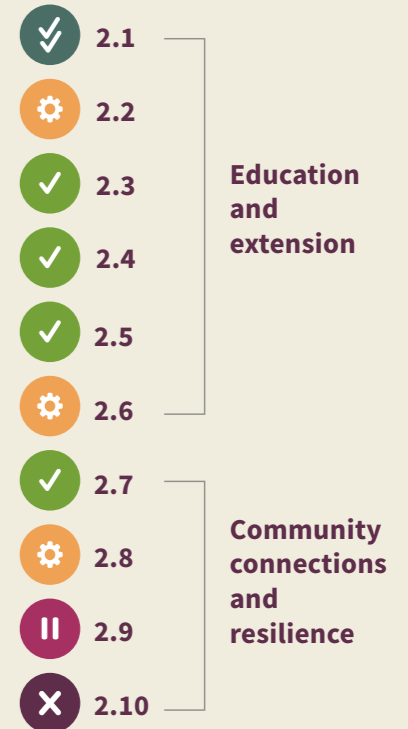 2.1
2.2
2.3
2.4
2.5
2.6
Education
and
extension
2.7
2.8
2.9
2.10
Community
connections
and
resilience